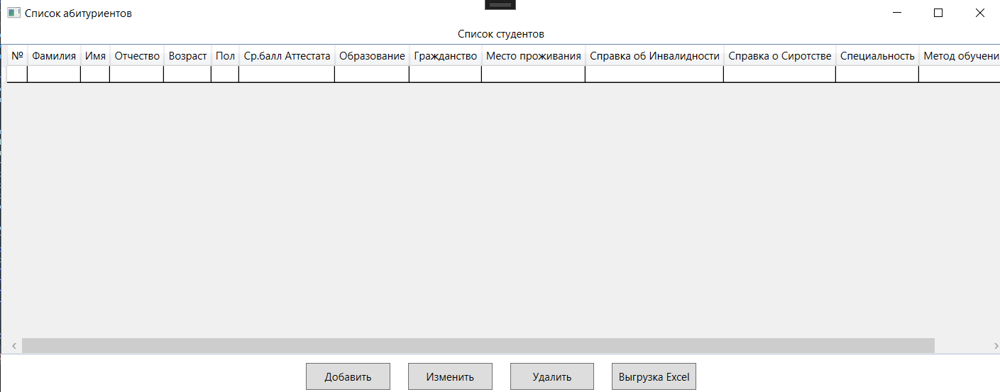 Список абитуриентов
Список студентов
№ Фамилия Имя Отчество Возраст Пол Ср.балл Аттестата Образование Гражданство Место проживания Справка об Инвалидности Справка о Сиротстве Специальность Метод обучени
Добавить Изменить Удалить Выгрузка Excel